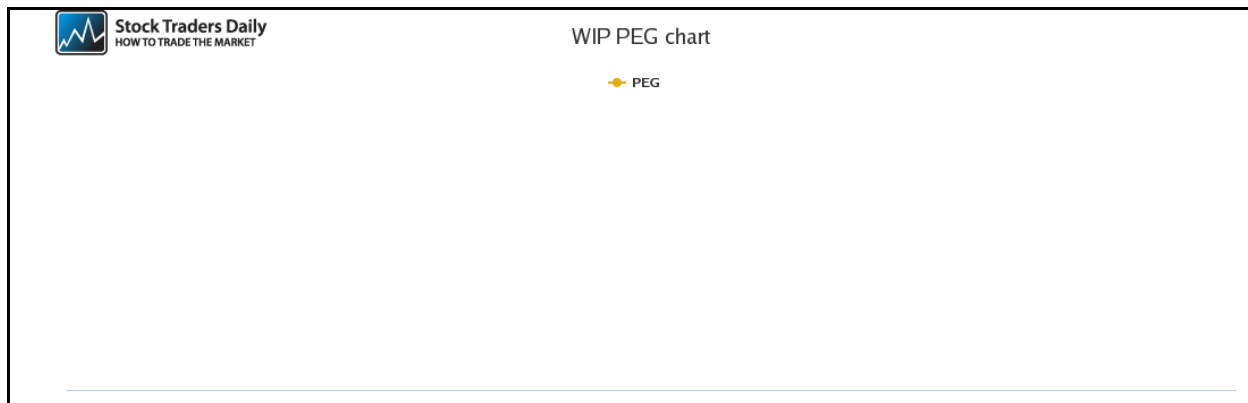 Stock Traders Daily
HOW TO TRADE THE MARKET
WIP PEG chart
PEG